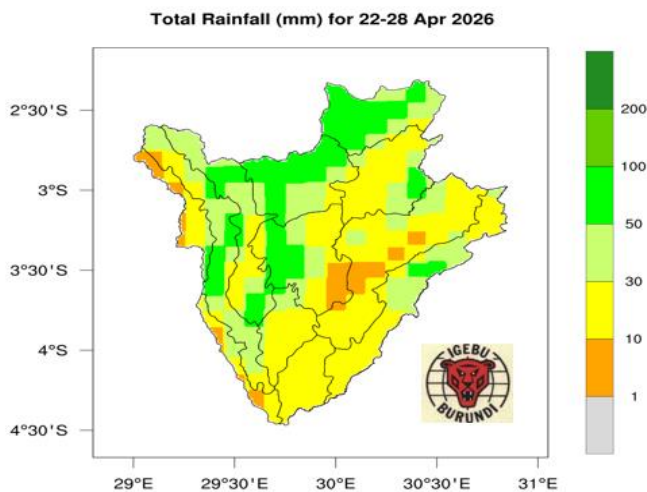 Total Rainfall (mm) for 22-28 Apr 2026
2°30'S
3°S
3°30'S
4°S
4°30'S
29°E
29°30'E
30°E
30°30'E
31°E
200
100
50
30
10
1
IGEBU
BURUNDI